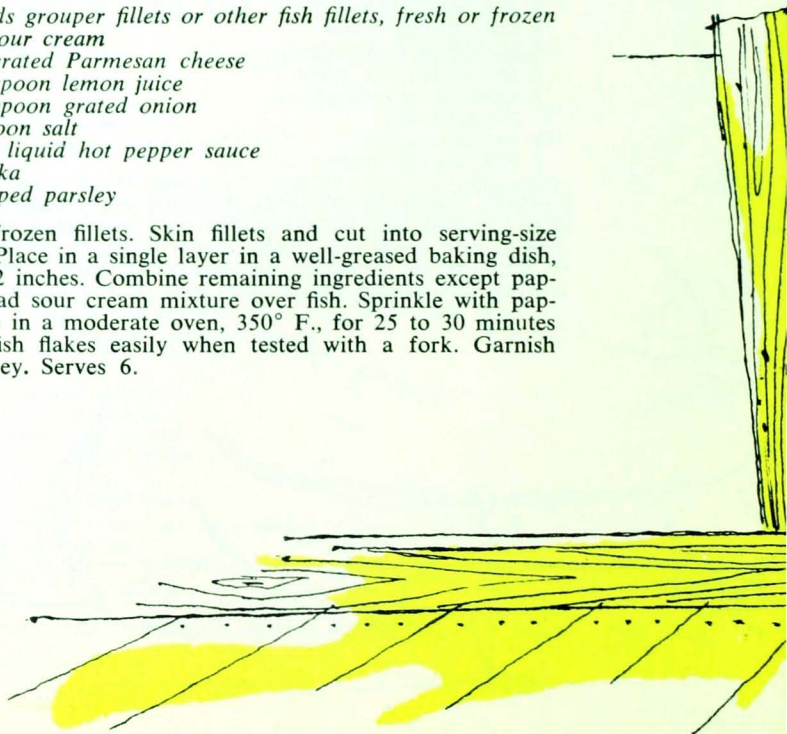 ds grouper fillets or other fish fillets, fresh or frozen
our cream
rated Parmesan cheese
poon lemon juice
poon grated onion
oon salt
liquid hot pepper sauce
ka
ped parsley
rozen fillets. Skin fillets and cut into serving-size
Place in a single layer in a well-greased baking dish,
2 inches. Combine remaining ingredients except pap-
ad sour cream mixture over fish. Sprinkle with pap-
in a moderate oven, 350° F., for 25 to 30 minutes
ish flakes easily when tested with a fork. Garnish
ey. Serves 6.